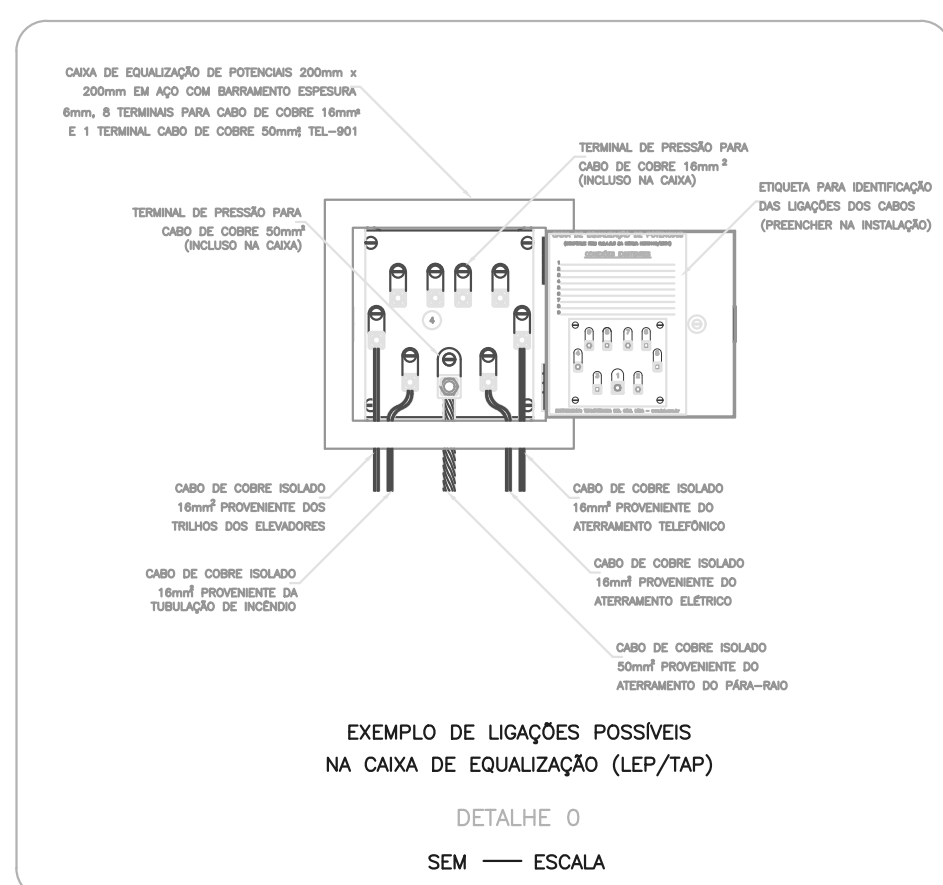 CAIXA DE EQUALIZAÇÃO DE POTENCIAIS 200mm x
200mm EM AÇO COM BARRAMENTO ESPESURA
6mm, 8 TERMINAIS PARA CABO DE COBRE 16mm²
E 1 TERMINAL CABO DE COBRE 50mm², TEL-901
TERMINAL DE PRESSÃO PARA
CABO DE COBRE 16mm²
(INCLUSO NA CAIXA)
ETIQUETA PARA IDENTIFICAÇÃO
DAS LIGAÇÕES DOS CABOS
(PREENCHER NA INSTALAÇÃO)
TERMINAL DE PRESSÃO PARA
CABO DE COBRE 50mm²
(INCLUSO NA CAIXA)
4
1
CABO DE COBRE ISOLADO
16mm² PROVENIENTE DOS
TRILHOS DOS ELEVADORES
CABO DE COBRE ISOLADO
16mm² PROVENIENTE DO
ATERRAMENTO TELEFÔNICO
CABO DE COBRE ISOLADO
16mm² PROVENIENTE DA
TUBULAÇÃO DE INCÊNDIO
CABO DE COBRE ISOLADO
16mm² PROVENIENTE DO
ATERRAMENTO ELÉTRICO
CABO DE COBRE ISOLADO
50mm² PROVENIENTE DO
ATERRAMENTO DO PÁRA-RAIO
EXEMPLO DE LIGAÇÕES POSSÍVEIS
NA CAIXA DE EQUALIZAÇÃO (LEP/TAP)
DETALHE O
SEM — ESCALA